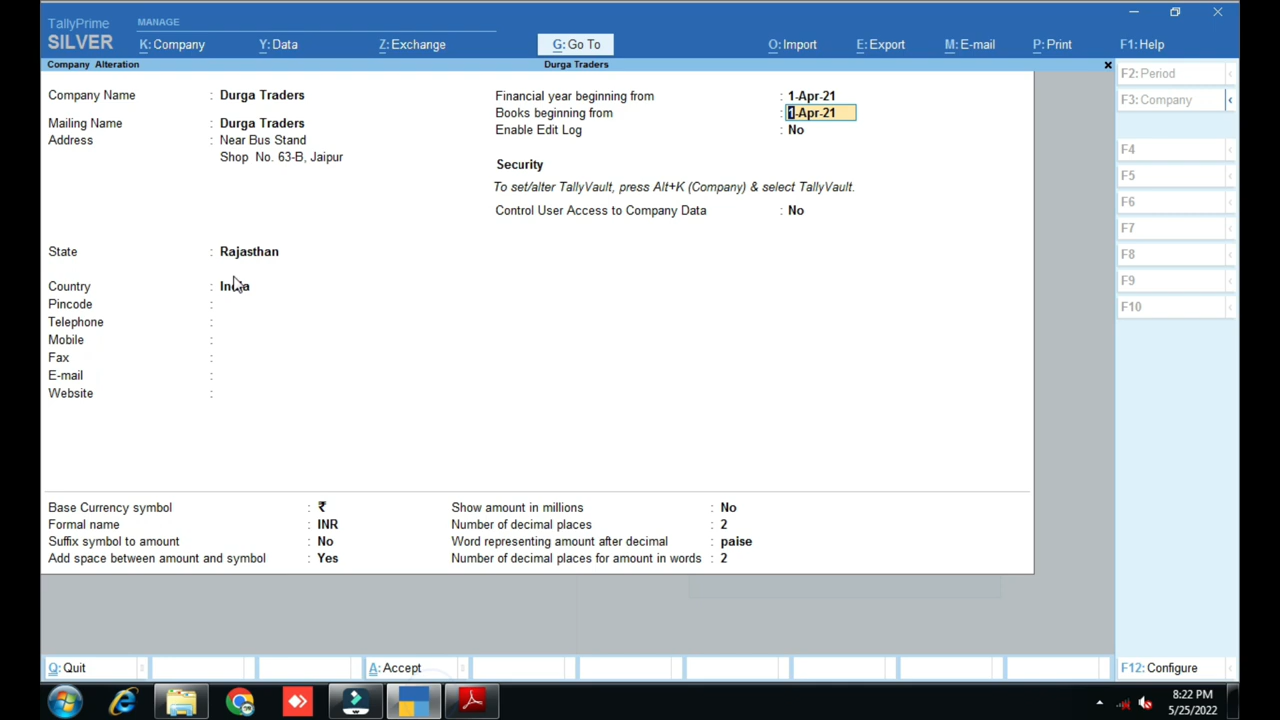 TallyPrime
SILVER
MANAGE
K: Company
Y: Data
Z: Exchange
G: Go To
O: Import
E: Export
M: E-mail
P: Print
F1: Help
Company Alteration
Durga Traders
F2: Period
F3: Company
F4
F5
F6
F7
F8
F9
F10
Company Name : Durga Traders
Mailing Name : Durga Traders
Address : Near Bus Stand
Shop No. 63-B, Jaipur
State : Rajasthan
Country : India
Pincode :
Telephone :
Mobile :
Fax :
E-mail :
Website :
Financial year beginning from : 1-Apr-21
Books beginning from : 1-Apr-21
Enable Edit Log : No
Security
To set/alter TallyVault, press Alt+K (Company) & select TallyVault.
Control User Access to Company Data : No
Base Currency symbol : ₹
Formal name : INR
Suffix symbol to amount : No
Add space between amount and symbol : Yes
Show amount in millions : No
Number of decimal places : 2
Word representing amount after decimal : paise
Number of decimal places for amount in words : 2
Q: Quit
A: Accept
F12: Configure
8:22 PM
5/25/2022